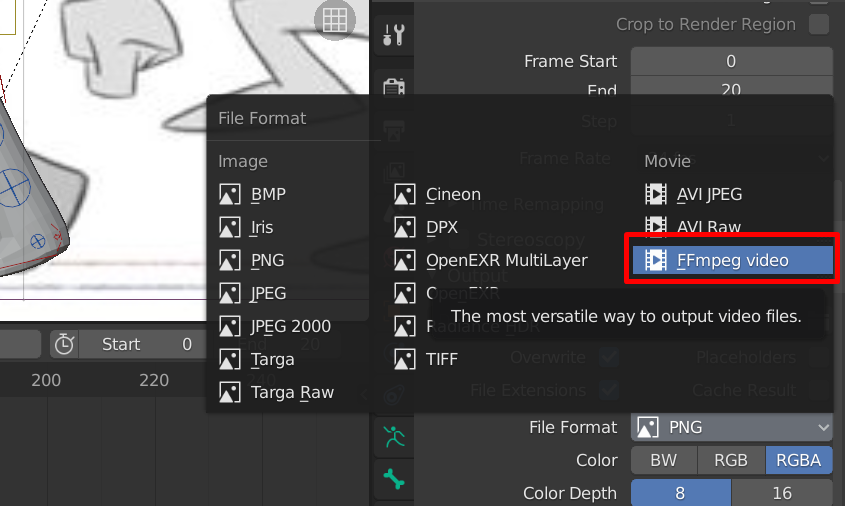 Crop to Render Region
Frame Start 0
End 20
Step 1
File Format
Frame Rate
Image
Movie
BMP Cineon AVI JPEG
Time Remapping
Iris DPX AVI Raw
Stereoscopy
PNG OpenEXR MultiLayer FFmpeg video
Output
JPEG OpenEXR
The most versatile way to output video files.
JPEG 2000 Radiance HDR
Start 0 End 20
Targa TIFF
Overwrite Placeholders
200 220 240
Targa Raw
File Extensions Cache Result
File Format PNG
Color BW RGB RGBA
Color Depth 8 16